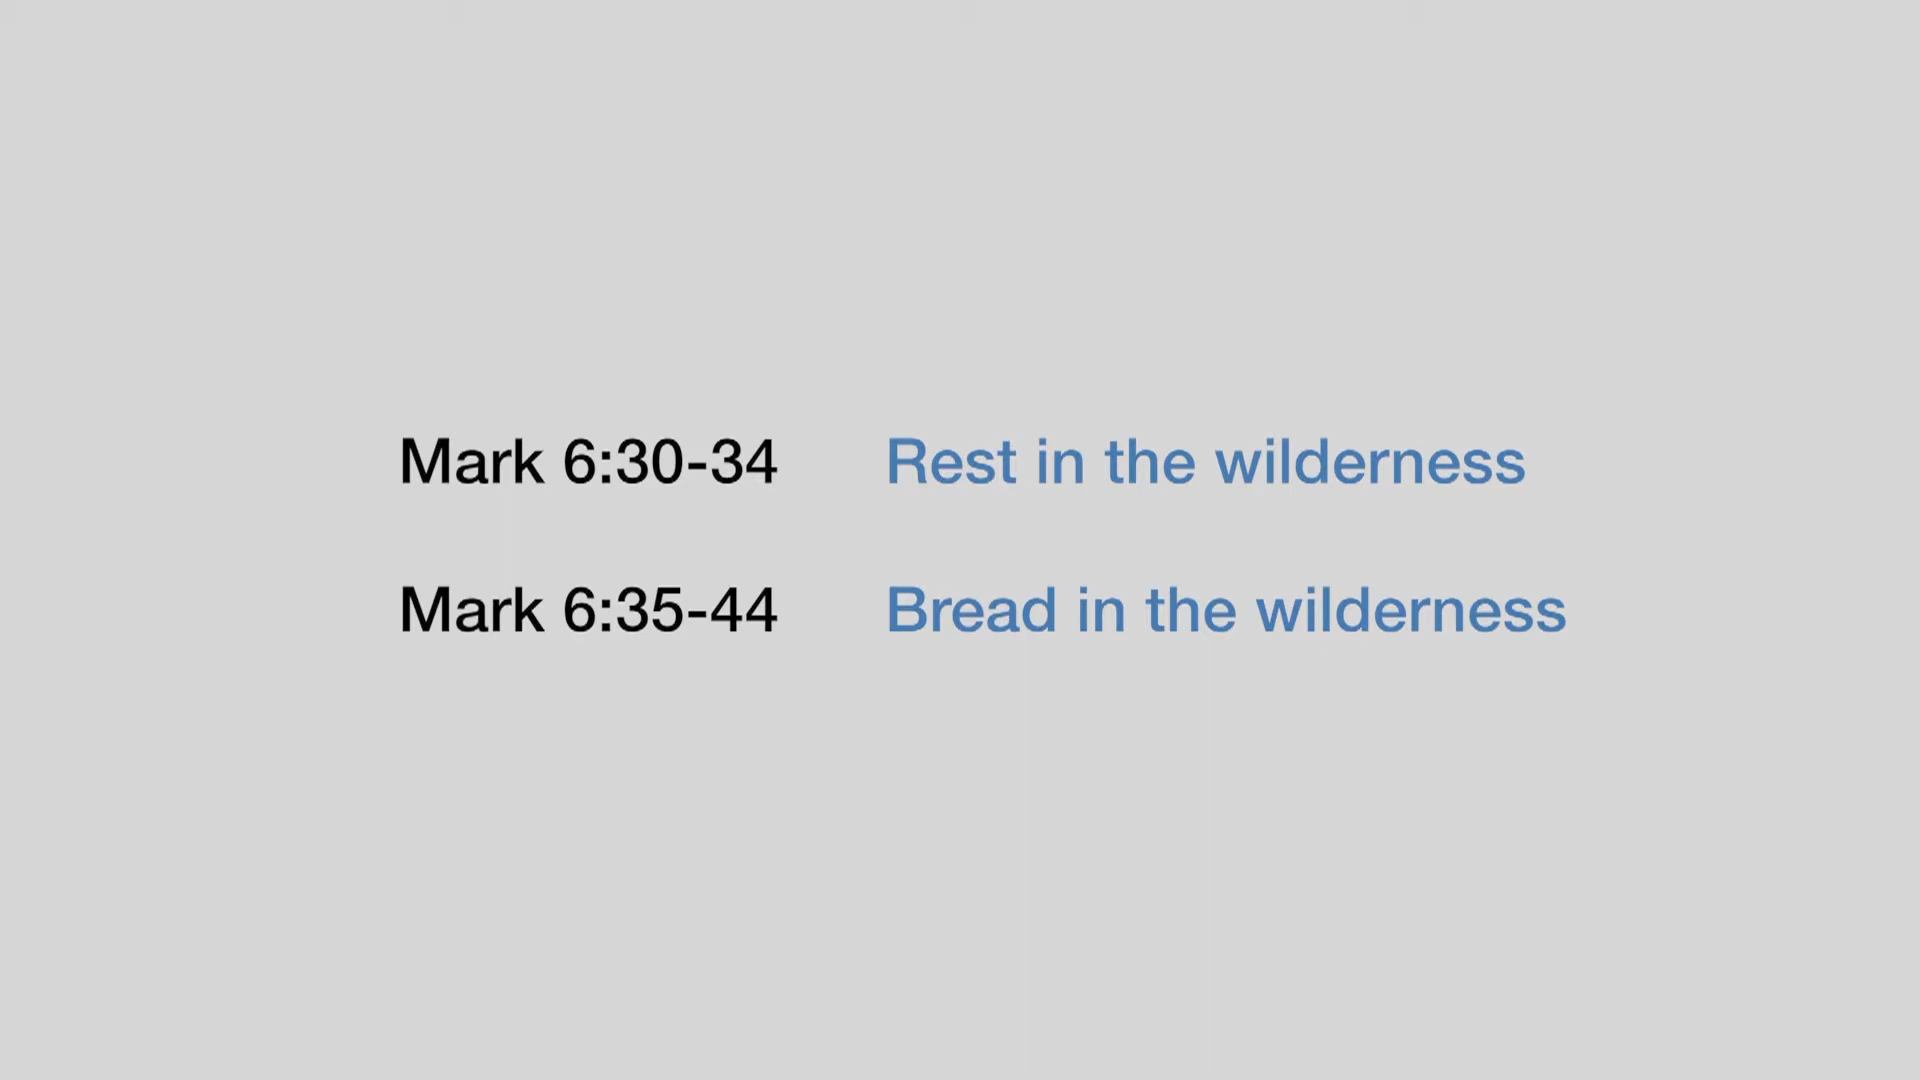 Mark 6:30-34 Rest in the wilderness
Mark 6:35-44 Bread in the wilderness